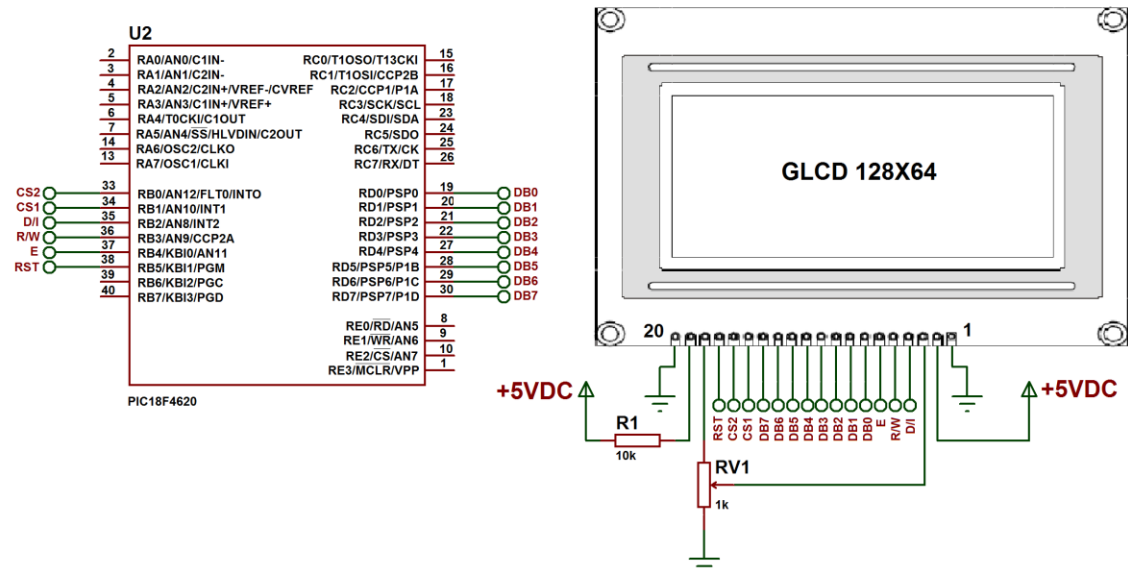 U2
2 RA0/AN0/C1IN- RC0/T1OSO/T13CKI 15
3 RA1/AN1/C2IN- RC1/T1OSI/CCP2B 16
4 RA2/AN2/C2IN+/VREF-/CVREF RC2/CCP1/P1A 17
5 RA3/AN3/C1IN+/VREF+ RC3/SCK/SCL 18
6 RA4/T0CKI/C1OUT RC4/SDI/SDA 23
7 RA5/AN4/SS/HLVDIN/C2OUT RC5/SDO 24
14 RA6/OSC2/CLKO RC6/TX/CK 25
13 RA7/OSC1/CLKI RC7/RX/DT 26
CS2 33 RB0/AN12/FLT0/INTO RD0/PSP0 19 DB0
CS1 34 RB1/AN10/INT1 RD1/PSP1 20 DB1
D/I 35 RB2/AN8/INT2 RD2/PSP2 21 DB2
R/W 36 RB3/AN9/CCP2A RD3/PSP3 22 DB3
E 37 RB4/KBI0/AN11 RD4/PSP4 27 DB4
RST 38 RB5/KBI1/PGM RD5/PSP5/P1B 28 DB5
39 RB6/KBI2/PGC RD6/PSP6/P1C 29 DB6
40 RB7/KBI3/PGD RD7/PSP7/P1D 30 DB7
RE0/RD/AN5 8
RE1/WR/AN6 9
RE2/CS/AN7 10
RE3/MCLR/VPP 1
PIC18F4620
GLCD 128X64
20 1
+5VDC
+5VDC
RST CS2 CS1 DB7 DB6 DB5 DB4 DB3 DB2 DB1 DB0 E R/W D/I
R1
10k
RV1
1k